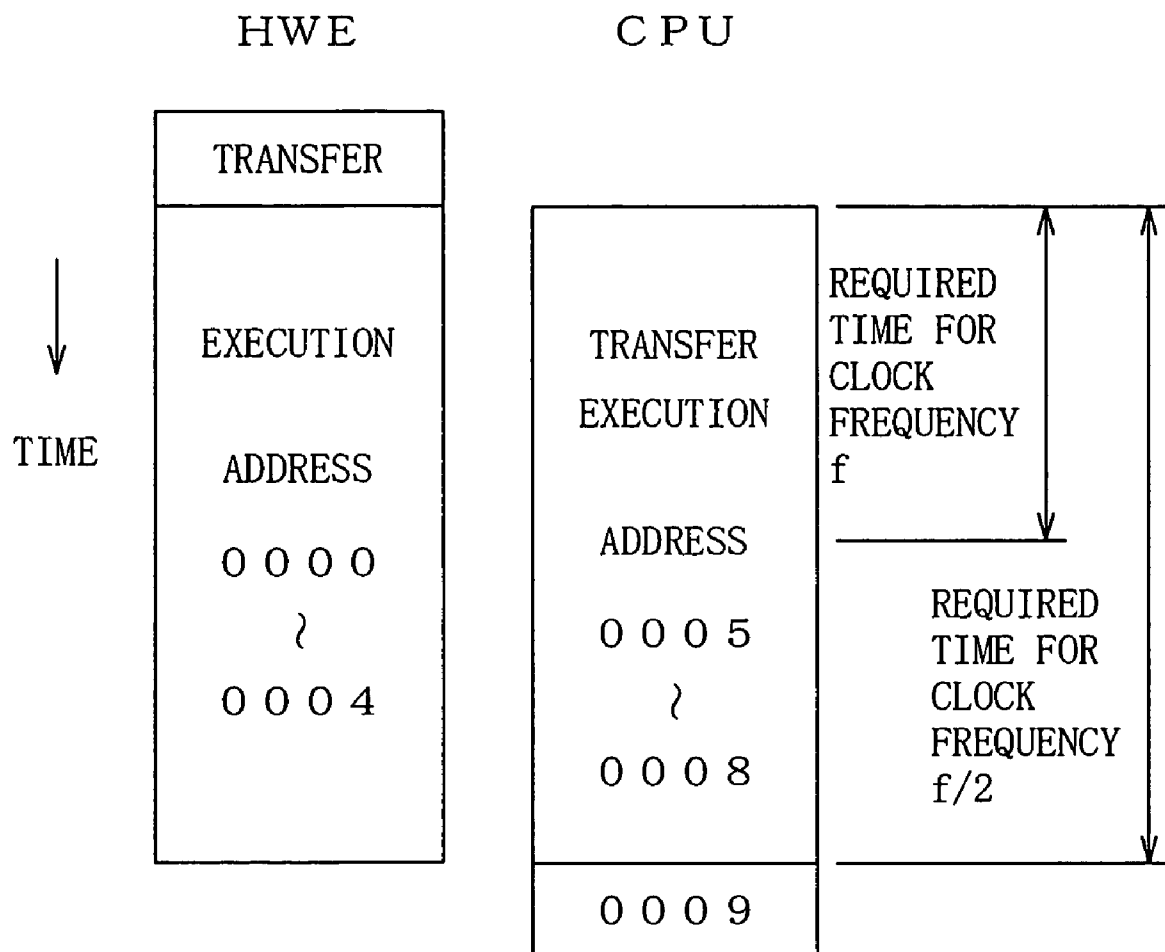 HWE
CPU
TRANSFER
EXECUTION
ADDRESS
0000
~
0004
TIME
TRANSFER
EXECUTION
ADDRESS
0005
~
0008
0009
REQUIRED
TIME FOR
CLOCK
FREQUENCY
f
REQUIRED
TIME FOR
CLOCK
FREQUENCY
f/2